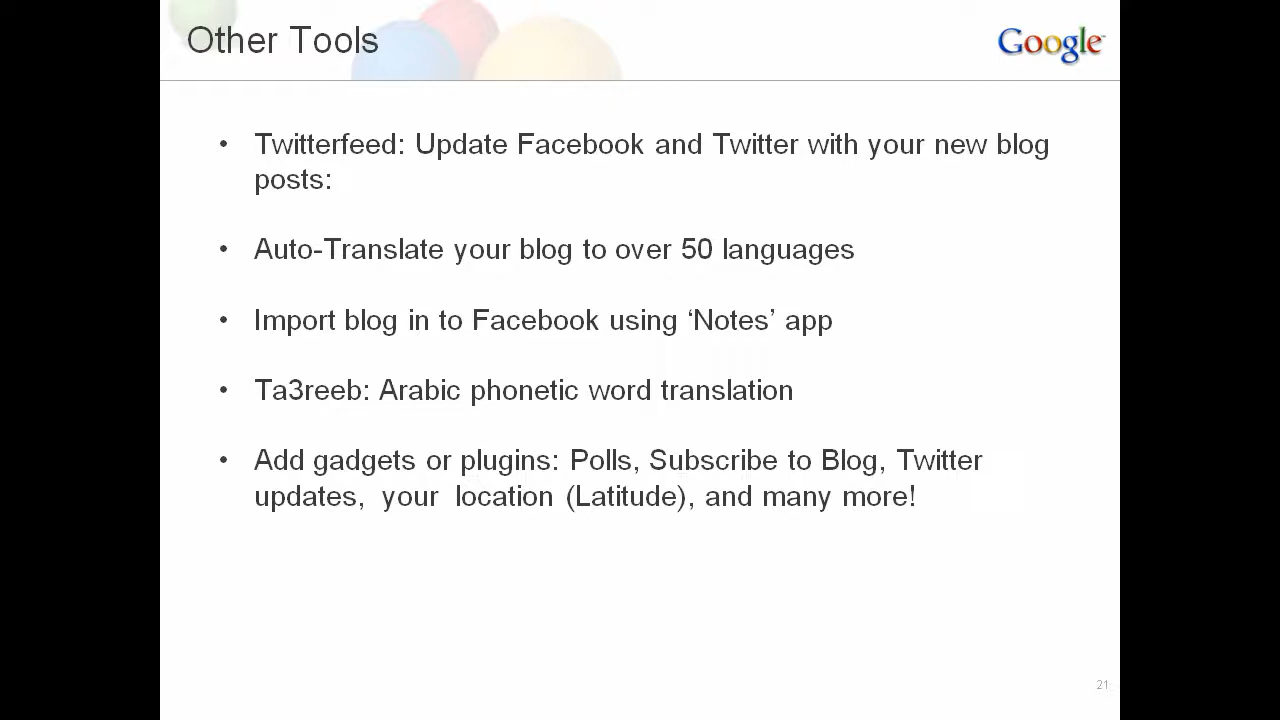 Other Tools
Google
• Twitterfeed: Update Facebook and Twitter with your new blog
posts:
• Auto-Translate your blog to over 50 languages
• Import blog in to Facebook using ‘Notes’ app
• Ta3reeb: Arabic phonetic word translation
• Add gadgets or plugins: Polls, Subscribe to Blog, Twitter
updates,  your  location (Latitude), and many more!
21